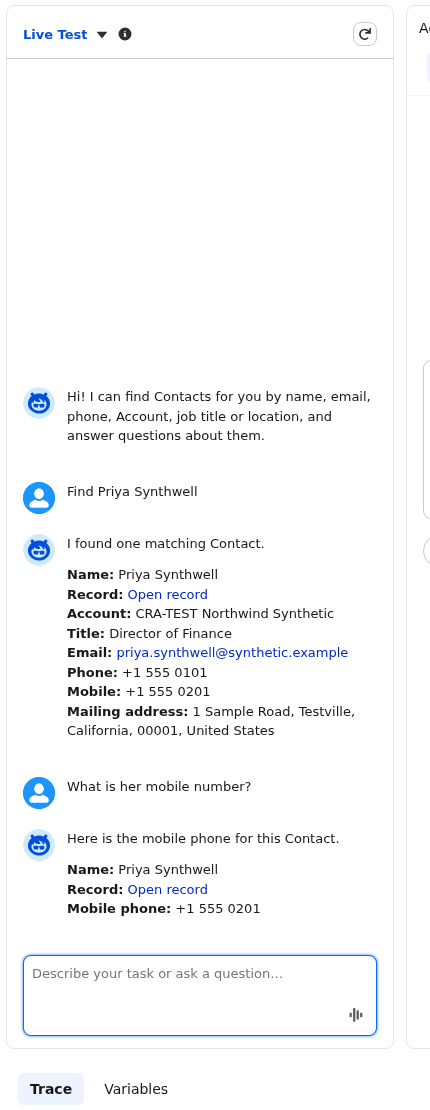 Live Test
Hi! I can find Contacts for you by name, email,
phone, Account, job title or location, and
answer questions about them.
Find Priya Synthwell
I found one matching Contact.
Name: Priya Synthwell
Record: Open record
Account: CRA-TEST Northwind Synthetic
Title: Director of Finance
Email: priya.synthwell@synthetic.example
Phone: +1 555 0101
Mobile: +1 555 0201
Mailing address: 1 Sample Road, Testville,
California, 00001, United States
What is her mobile number?
Here is the mobile phone for this Contact.
Name: Priya Synthwell
Record: Open record
Mobile phone: +1 555 0201
Describe your task or ask a question...
Trace Variables